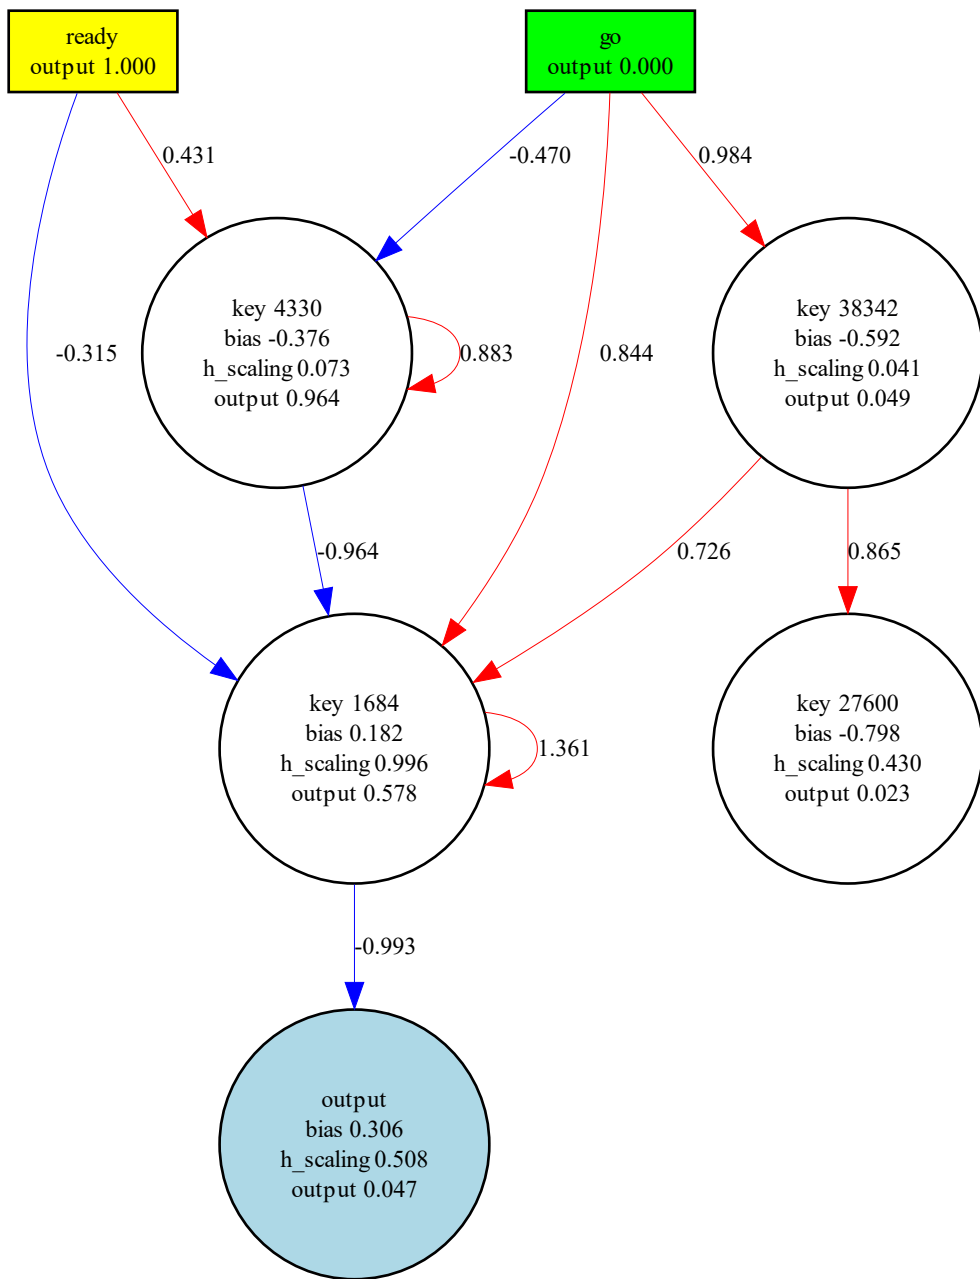 ready
output 1.000
go
output 0.000
0.431
-0.470
0.984
key 4330
bias -0.376
h_scaling 0.073
output 0.964
key 38342
bias -0.592
h_scaling 0.041
output 0.049
-0.315
0.883
0.844
-0.964
0.726
0.865
key 1684
bias 0.182
h_scaling 0.996
output 0.578
key 27600
bias -0.798
h_scaling 0.430
output 0.023
1.361
-0.993
output
bias 0.306
h_scaling 0.508
output 0.047